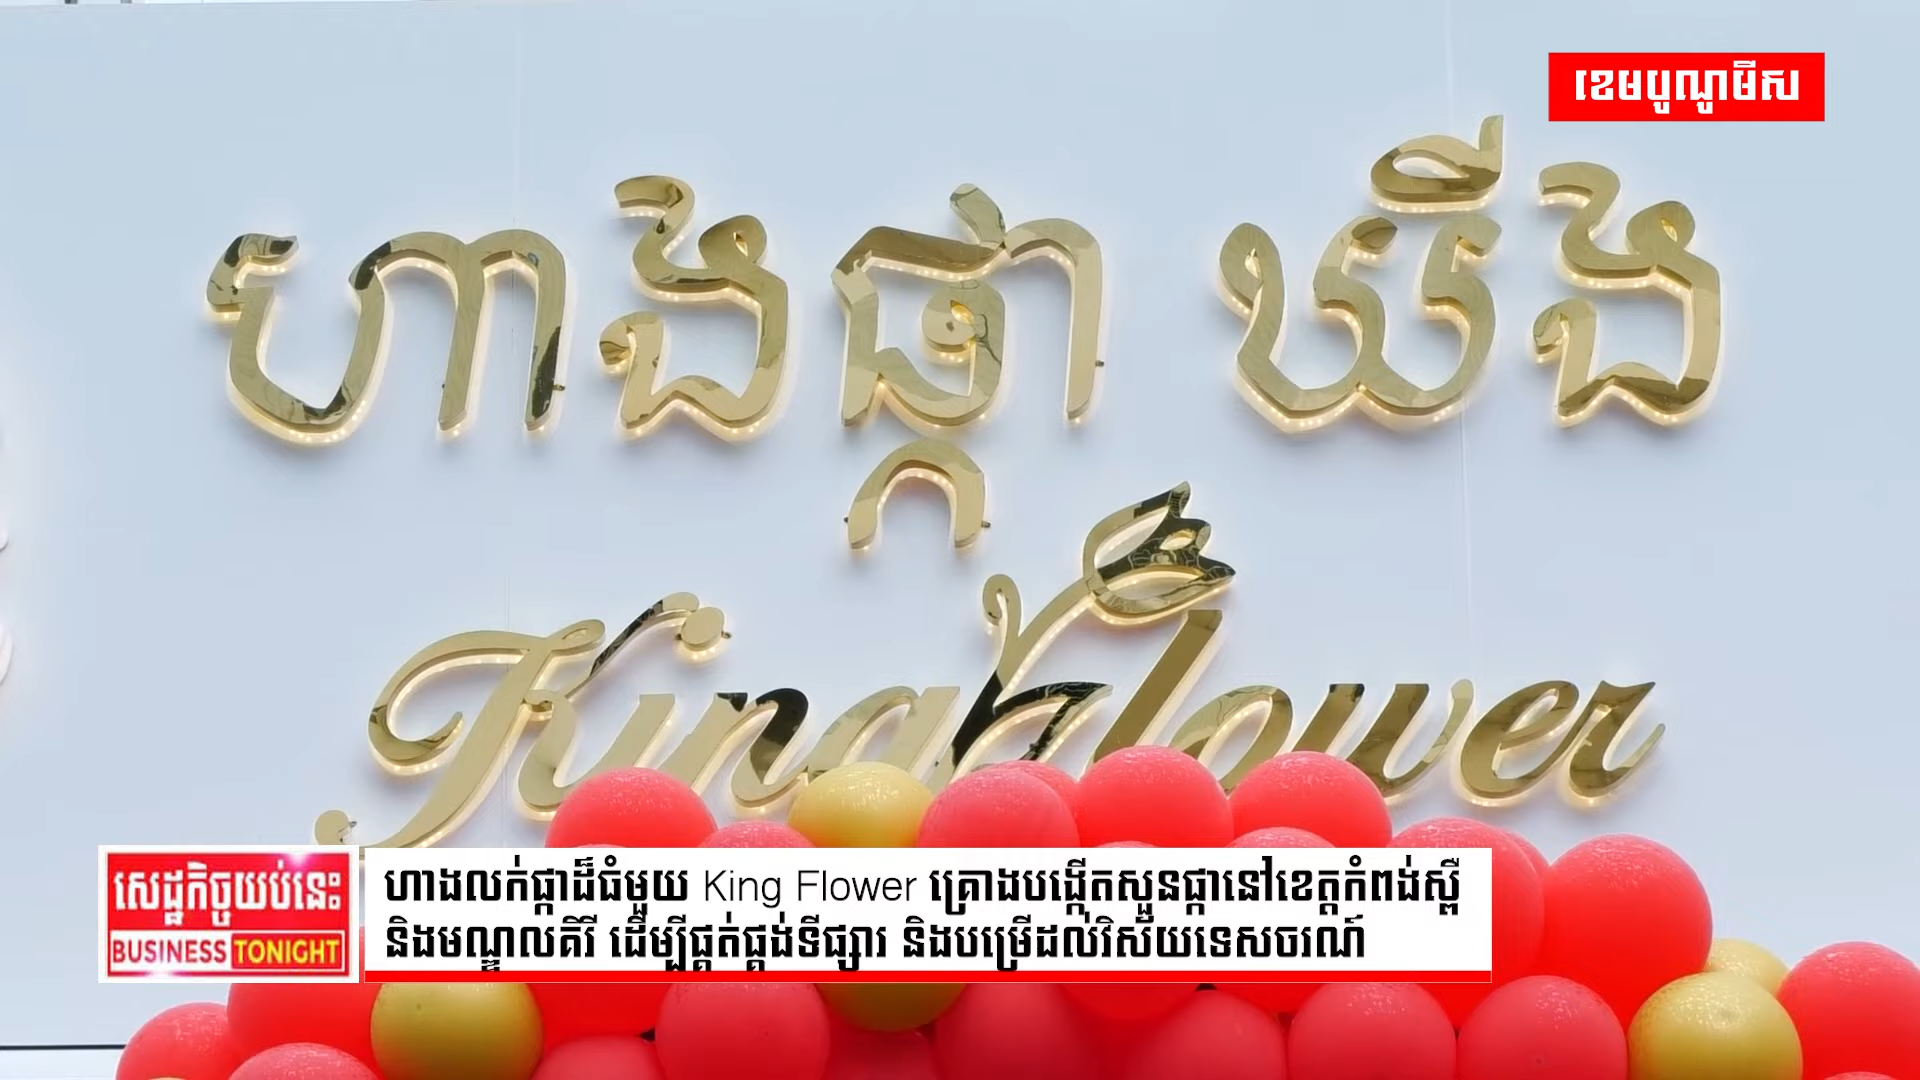 ខេមបូណូមីស
ហាងផ្កា ឃីង
King Flower
សេដ្ឋកិច្ចយប់នេះ
BUSINESS TONIGHT
ហាងលក់ផ្កាដ៏ធំមួយ King Flower គ្រោងបង្កើតសួនផ្កានៅខេត្តកំពង់ស្ពឺ
និងមណ្ឌលគិរី ដើម្បីផ្គត់ផ្គង់ទីផ្សារ និងបម្រើដល់វិស័យទេសចរណ៍